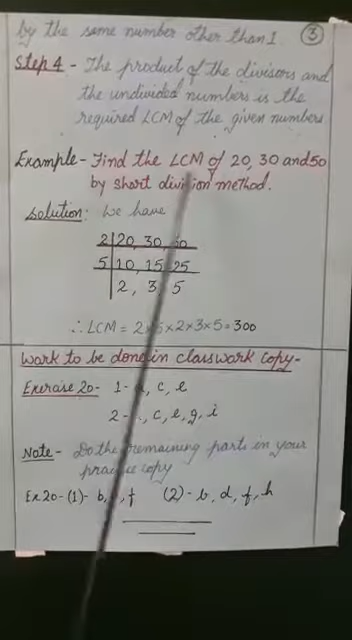 by the same number other than 1. 3
Step 4 - The product of the divisors and
the undivided numbers is the
required LCM of the given numbers
Example - Find the LCM of 20, 30 and 50
by short division method.
Solution: We have
2 | 20, 30, 50
5 | 10, 15, 25
2, 3, 5
∴ LCM = 2 × 5 × 2 × 3 × 5 = 300
Work to be done in classwork copy -
Exercise 20 - 1 - c, e
2 - c, e, g, i
Note - Do the remaining parts in your
practice copy
Ex 20 - (1) - b, f (2) - b, d, f, h